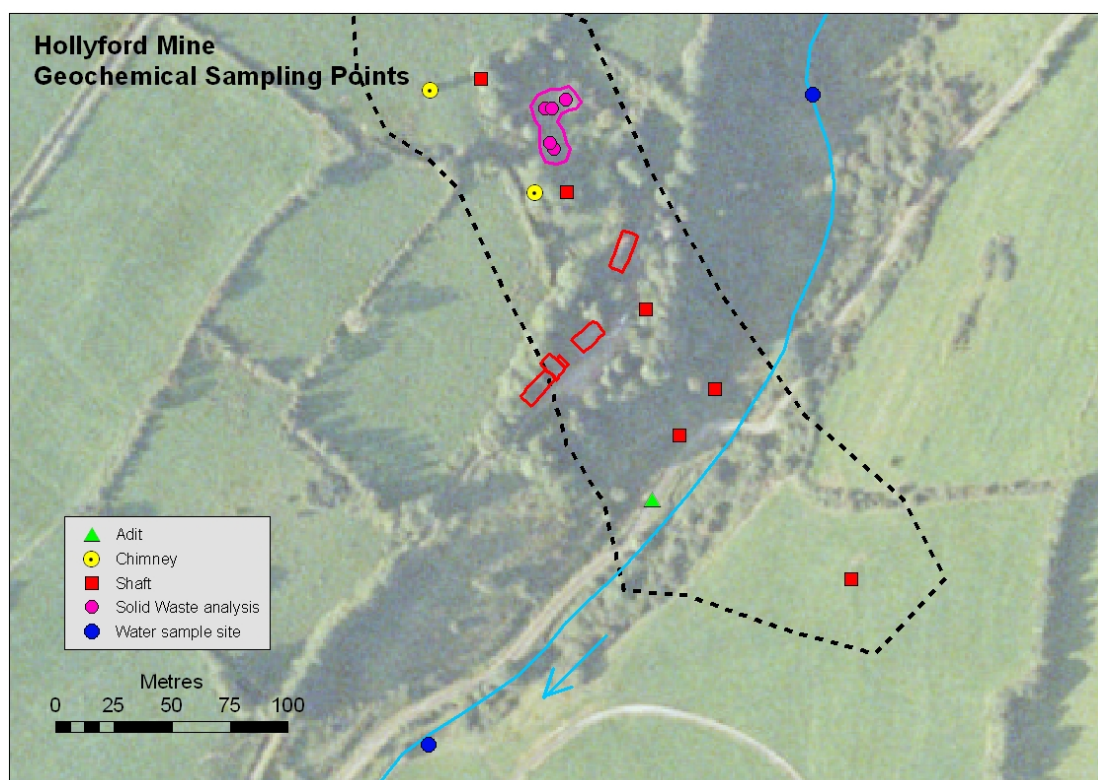 Hollyford Mine
Geochemical Sampling Points
Adit
Chimney
Shaft
Solid Waste analysis
Water sample site
Metres
0 25 50 75 100